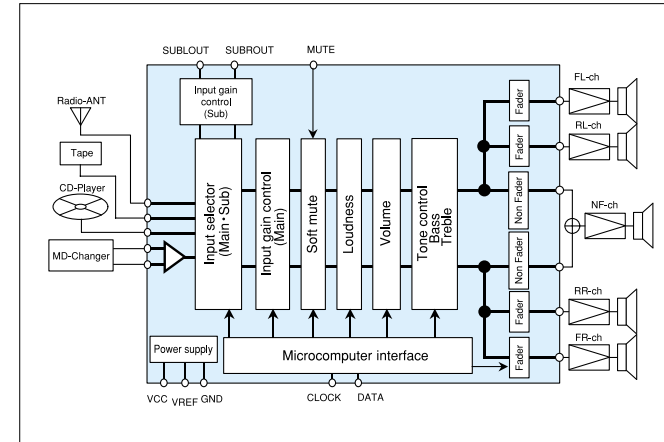 SUBLOUT
SUBROUT
MUTE
Radio-ANT
Tape
CD-Player
MD-Changer
Input gain
control
(Sub)
Input selector
(Main · Sub)
Input gain control
(Main)
Soft mute
Loudness
Volume
Tone control
Bass
Treble
Fader
Fader
Non Fader
Non Fader
Fader
Fader
FL-ch
RL-ch
NF-ch
RR-ch
FR-ch
Power supply
Microcomputer interface
VCC
VREF
GND
CLOCK
DATA